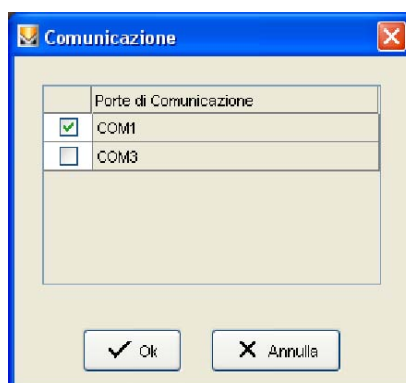 Comunicazione
Porte di Comunicazione
COM1
COM3
Ok
Annulla